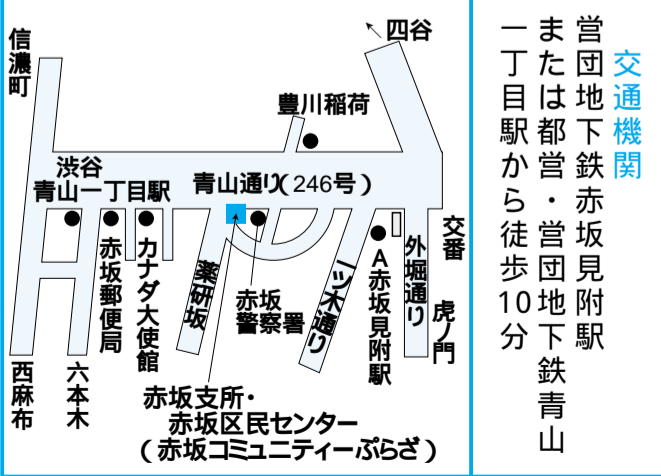 交通機関
営団地下鉄赤坂見附駅
または都営・営団地下鉄青山
一丁目駅から徒歩10分
四谷
信濃町
豊川稲荷
渋谷
青山一丁目駅
青山通り(246号)
交番
外堀通り
虎ノ門
A赤坂見附駅
一ツ木通り
赤坂
警察署
薬研坂
カナダ大使館
赤坂郵便局
六本木
西麻布
赤坂支所・
赤坂区民センター
(赤坂コミュニティーぷらざ)